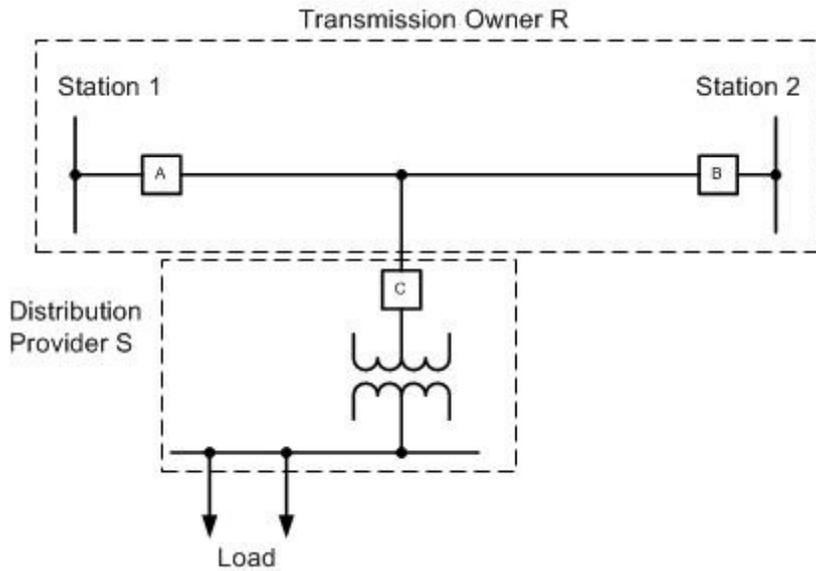 Transmission Owner R
Station 1
Station 2
A
B
C
Distribution
Provider S
Load